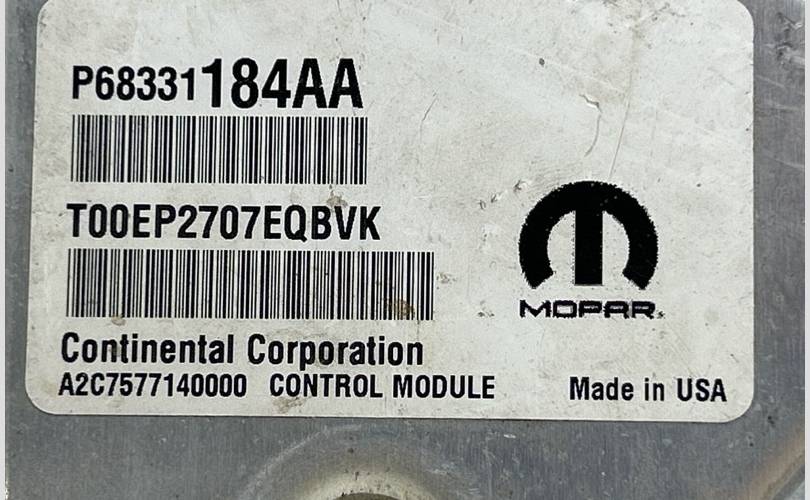 P68331184AA
T00EP2707EQBVK
MOPAR®
Continental Corporation
A2C7577140000 CONTROL MODULE
Made in USA